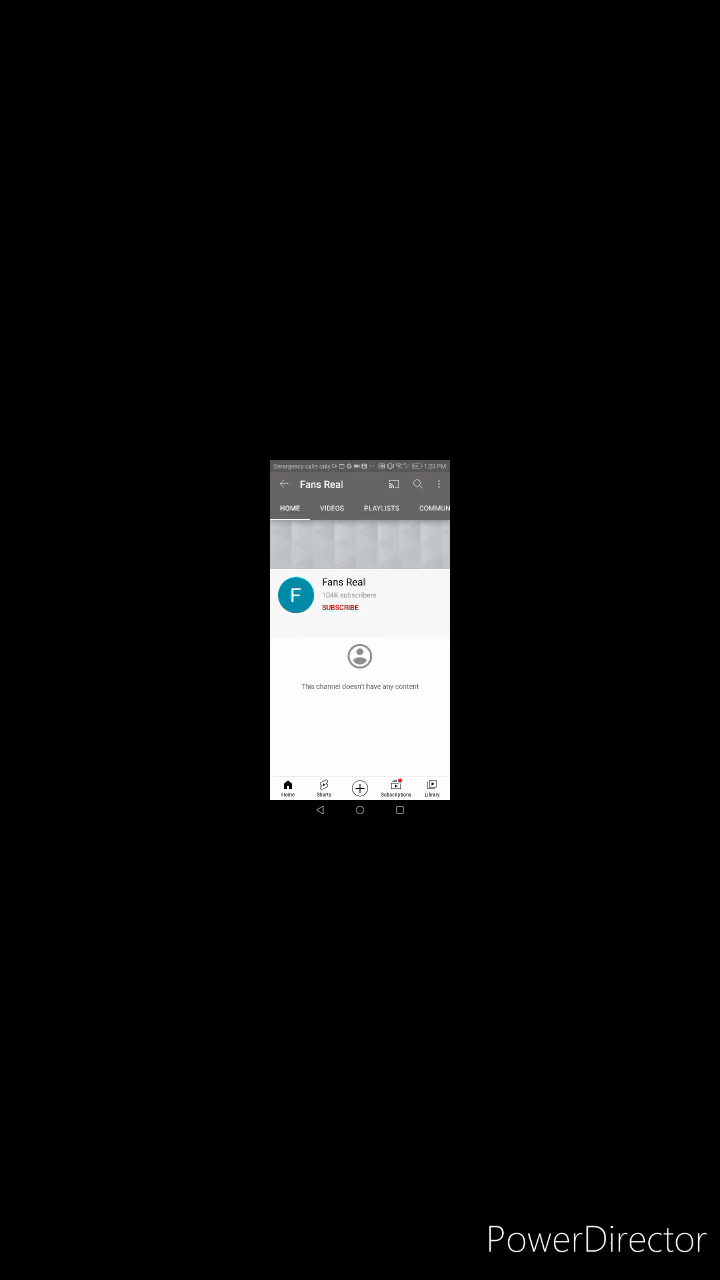 Emergency calls only
1:23 PM
Fans Real
HOME VIDEOS PLAYLISTS COMMUN
F
Fans Real
104K subscribers
SUBSCRIBE
This channel doesn't have any content
Home Shorts Subscriptions Library
PowerDirector